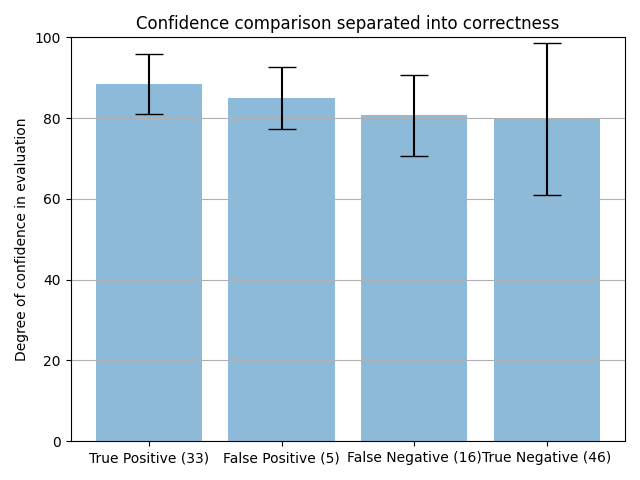 Confidence comparison separated into correctness
Degree of confidence in evaluation
100
80
60
40
20
0
True Positive (33)
False Positive (5)
False Negative (16)
True Negative (46)